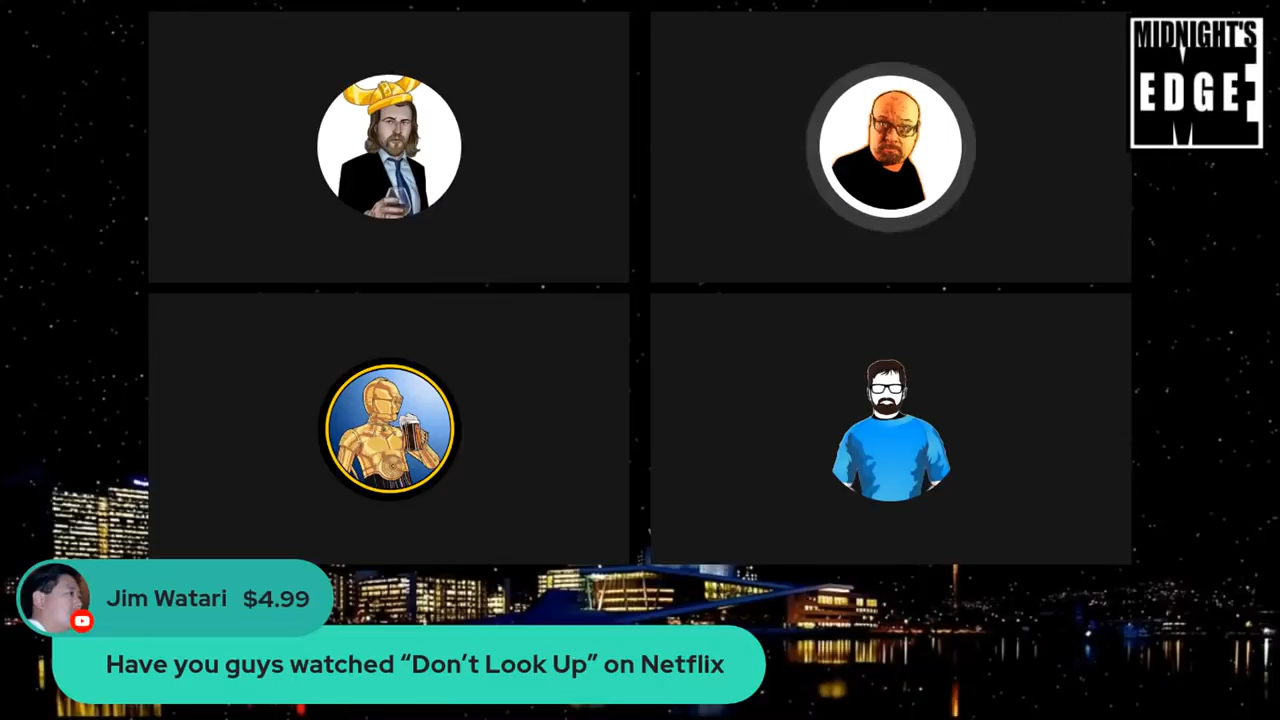 MIDNIGHT'S
EDGE
Jim Watari $4.99
Have you guys watched “Don’t Look Up” on Netflix